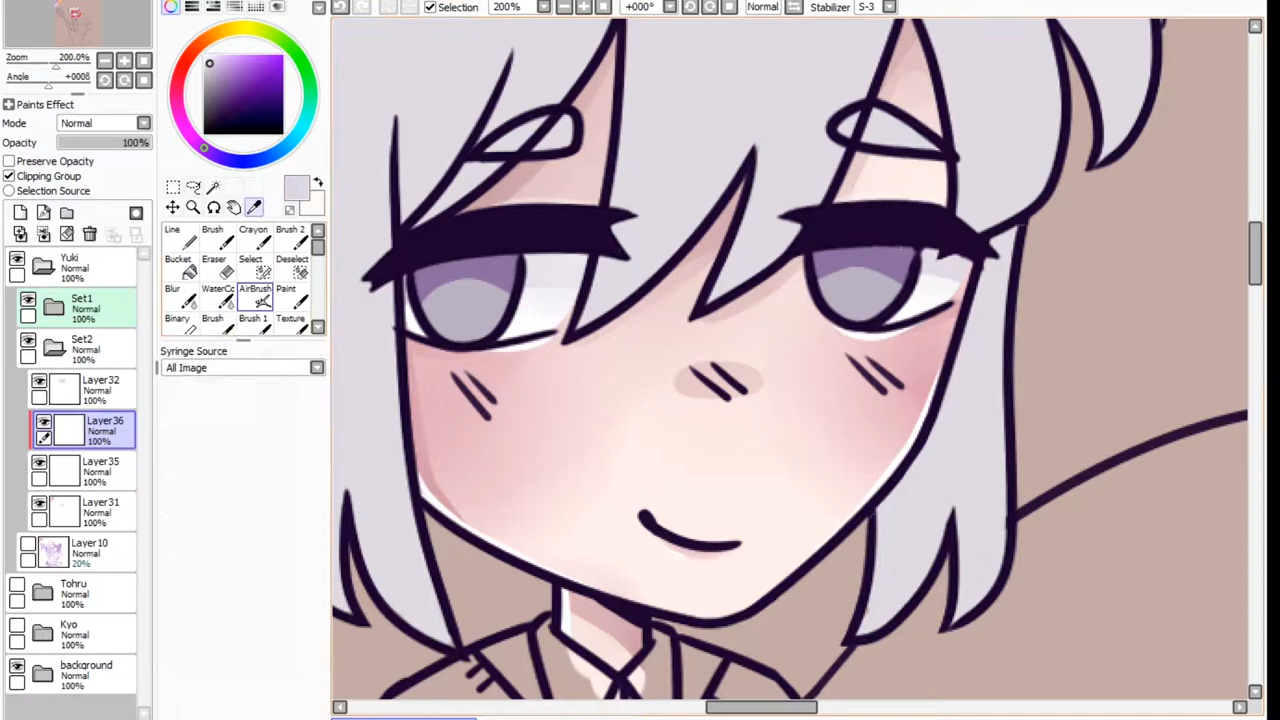 Selection 200% +000° Normal Stabilizer S-3
Zoom 200.0%
Angle +0008
Paints Effect
Mode Normal
Opacity 100%
Preserve Opacity
Clipping Group
Selection Source
Yuki
Normal
100%
Set1
Normal
100%
Set2
Normal
100%
Layer32
Normal
100%
Layer36
Normal
100%
Layer35
Normal
100%
Layer31
Normal
100%
Layer10
Normal
20%
Tohru
100%
Kyo
100%
background
100%
Line Brush Crayon Brush 2
Bucket Eraser Select Deselect
Blur WaterCc AirBrush Paint
Binary Brush Brush 1 Texture
Syringe Source
All Image